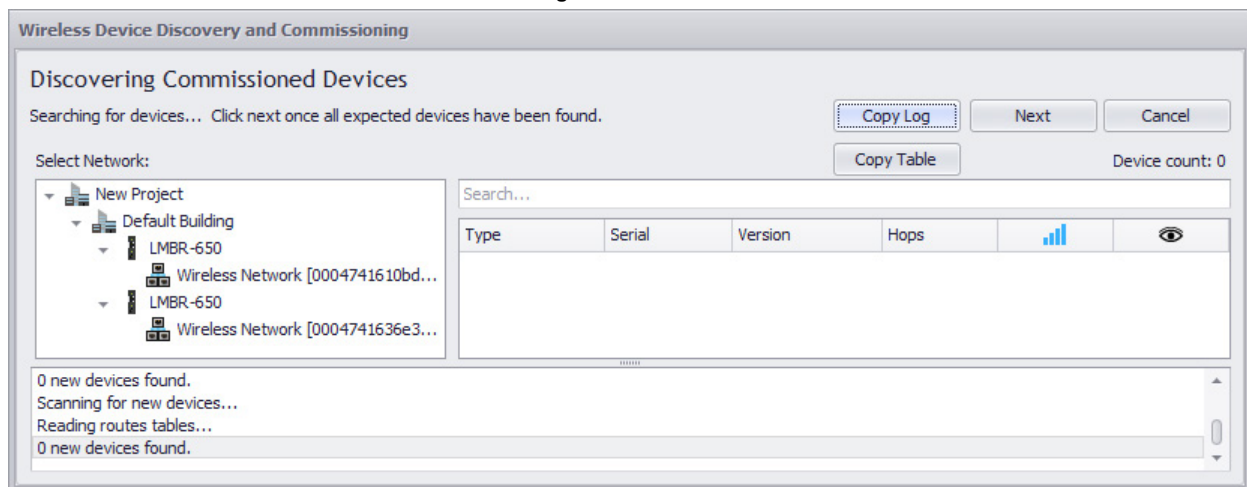 Wireless Device Discovery and Commissioning
Discovering Commissioned Devices
Searching for devices... Click next once all expected devices have been found.
Copy Log
Next
Cancel
Select Network:
Copy Table
Device count: 0
New Project
Default Building
LMBR-650
Wireless Network [0004741610bd...
LMBR-650
Wireless Network [0004741636e3...
Search...
Type Serial Version Hops
0 new devices found.
Scanning for new devices...
Reading routes tables...
0 new devices found.